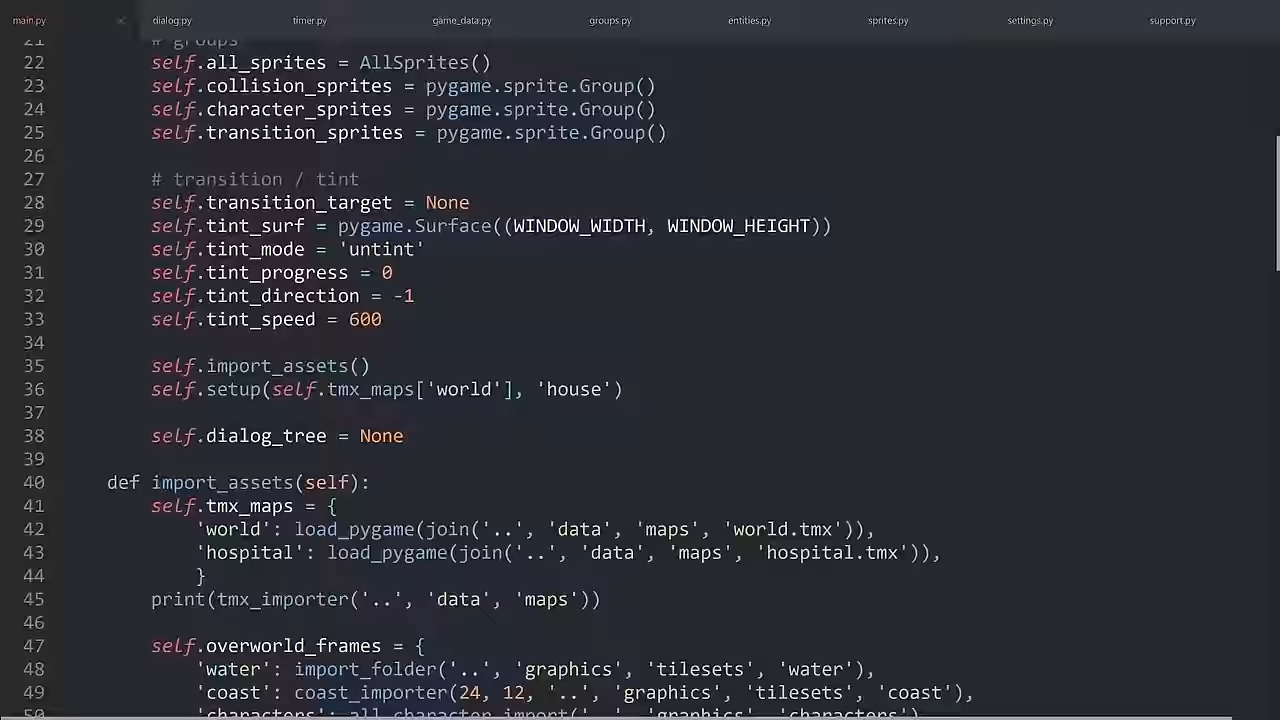 main.py dialog.py timer.py game_data.py groups.py entities.py sprites.py settings.py support.py
21 # groups
22 self.all_sprites = AllSprites()
23 self.collision_sprites = pygame.sprite.Group()
24 self.character_sprites = pygame.sprite.Group()
25 self.transition_sprites = pygame.sprite.Group()
26
27 # transition / tint
28 self.transition_target = None
29 self.tint_surf = pygame.Surface((WINDOW_WIDTH, WINDOW_HEIGHT))
30 self.tint_mode = 'untint'
31 self.tint_progress = 0
32 self.tint_direction = -1
33 self.tint_speed = 600
34
35 self.import_assets()
36 self.setup(self.tmx_maps['world'], 'house')
37
38 self.dialog_tree = None
39
40 def import_assets(self):
41 self.tmx_maps = {
42 'world': load_pygame(join('..', 'data', 'maps', 'world.tmx')),
43 'hospital': load_pygame(join('..', 'data', 'maps', 'hospital.tmx')),
44 }
45 print(tmx_importer('..', 'data', 'maps'))
46
47 self.overworld_frames = {
48 'water': import_folder('..', 'graphics', 'tilesets', 'water'),
49 'coast': coast_importer(24, 12, '..', 'graphics', 'tilesets', 'coast'),
50 'characters': all_character_import('..', 'graphics', 'characters')